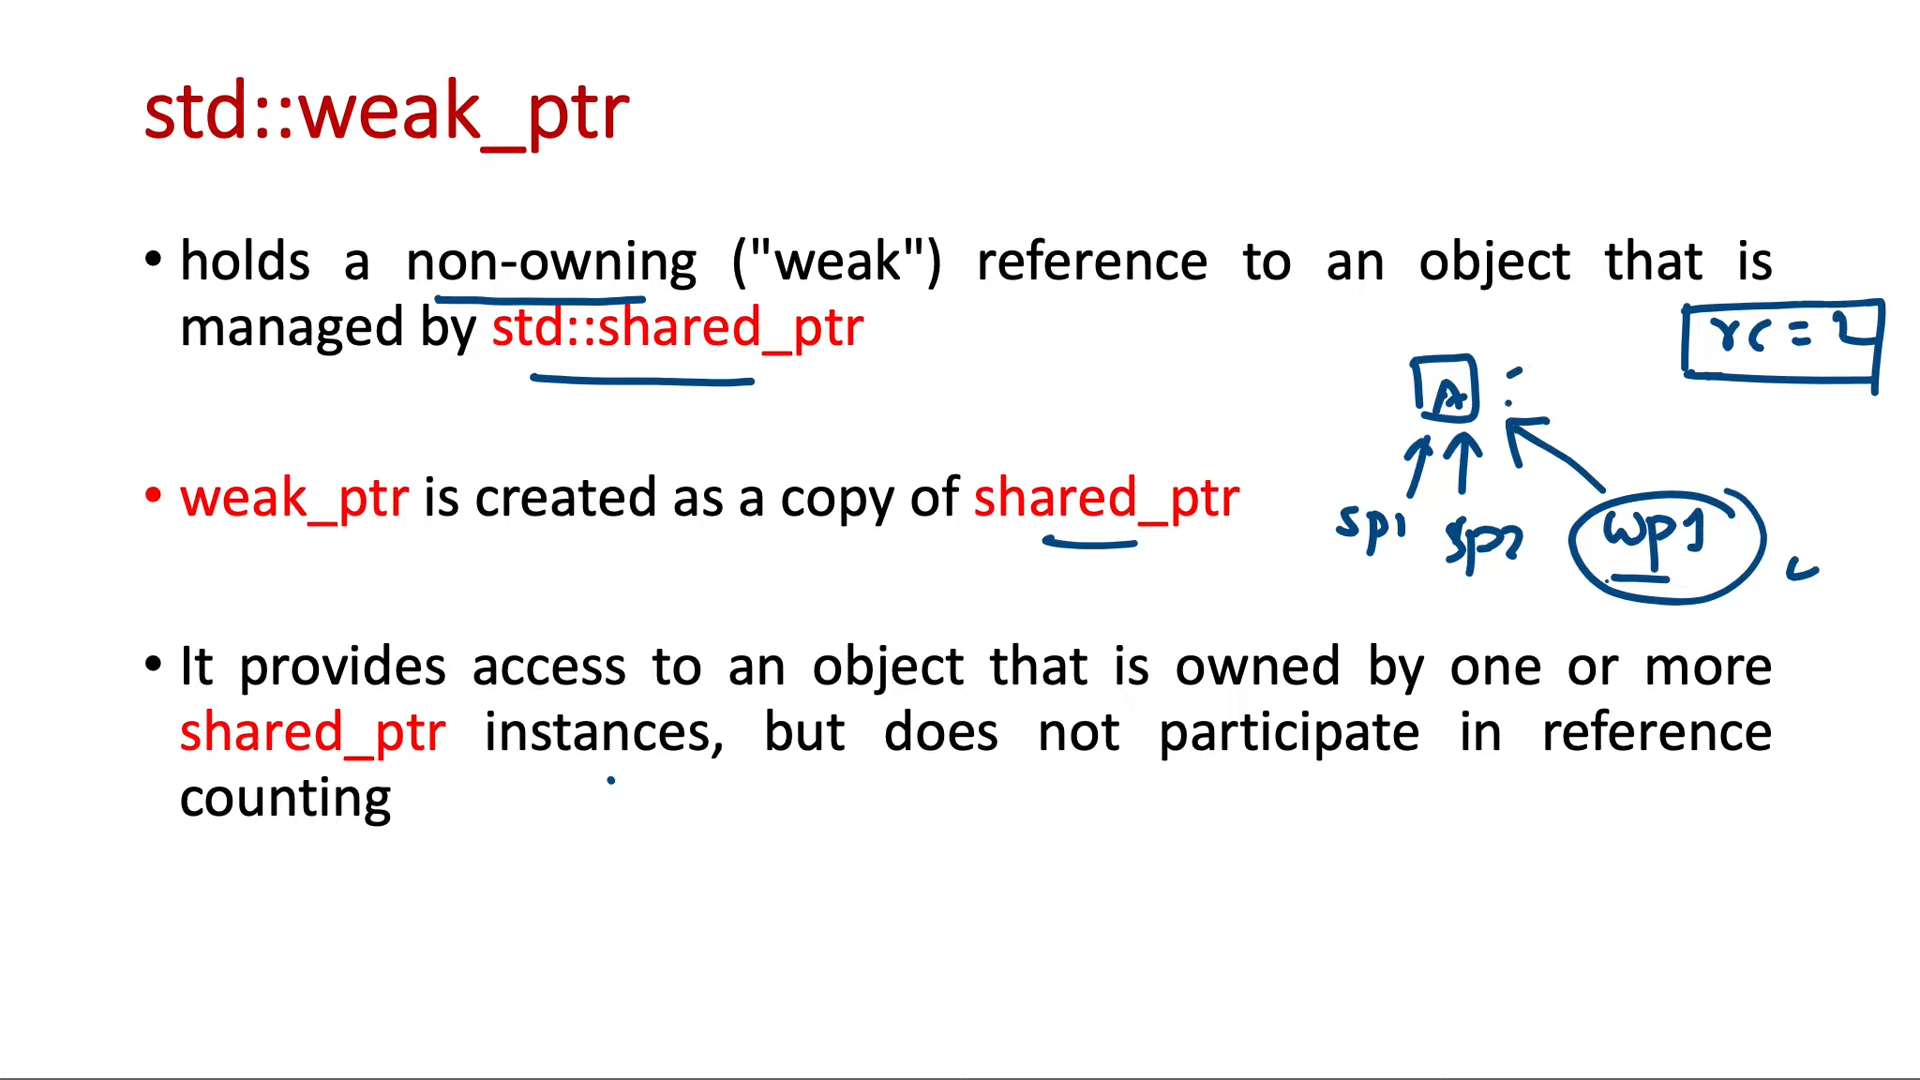 std::weak_ptr
• holds a non-owning ("weak") reference to an object that is
managed by std::shared_ptr
rc = 2
A :
• weak_ptr is created as a copy of shared_ptr
sp1 sp2 wp1
• It provides access to an object that is owned by one or more
shared_ptr instances, but does not participate in reference
counting